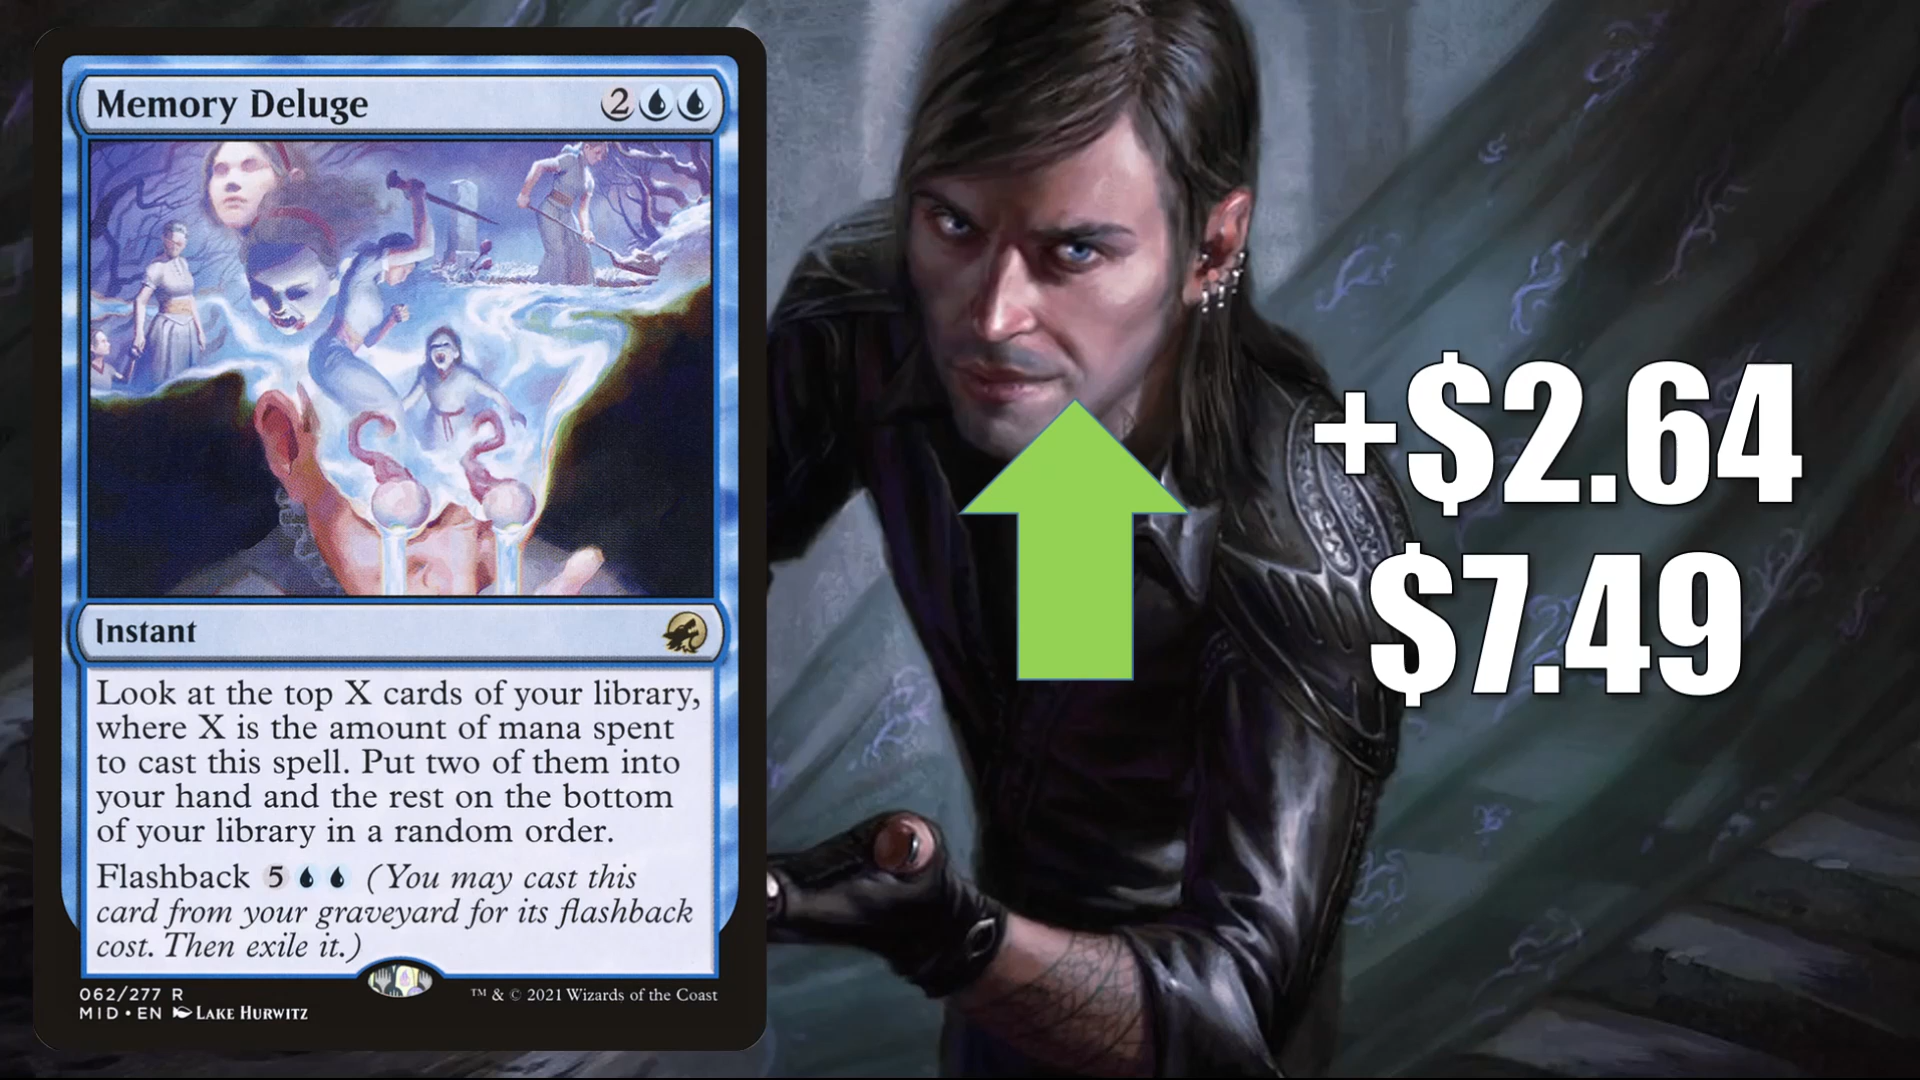 Memory Deluge 2
Instant
Look at the top X cards of your library,
where X is the amount of mana spent
to cast this spell. Put two of them into
your hand and the rest on the bottom
of your library in a random order.
Flashback 5 (You may cast this
card from your graveyard for its flashback
cost. Then exile it.)
062/277 R
MID • EN LAKE HURWITZ
™ & © 2021 Wizards of the Coast
+$2.64
$7.49